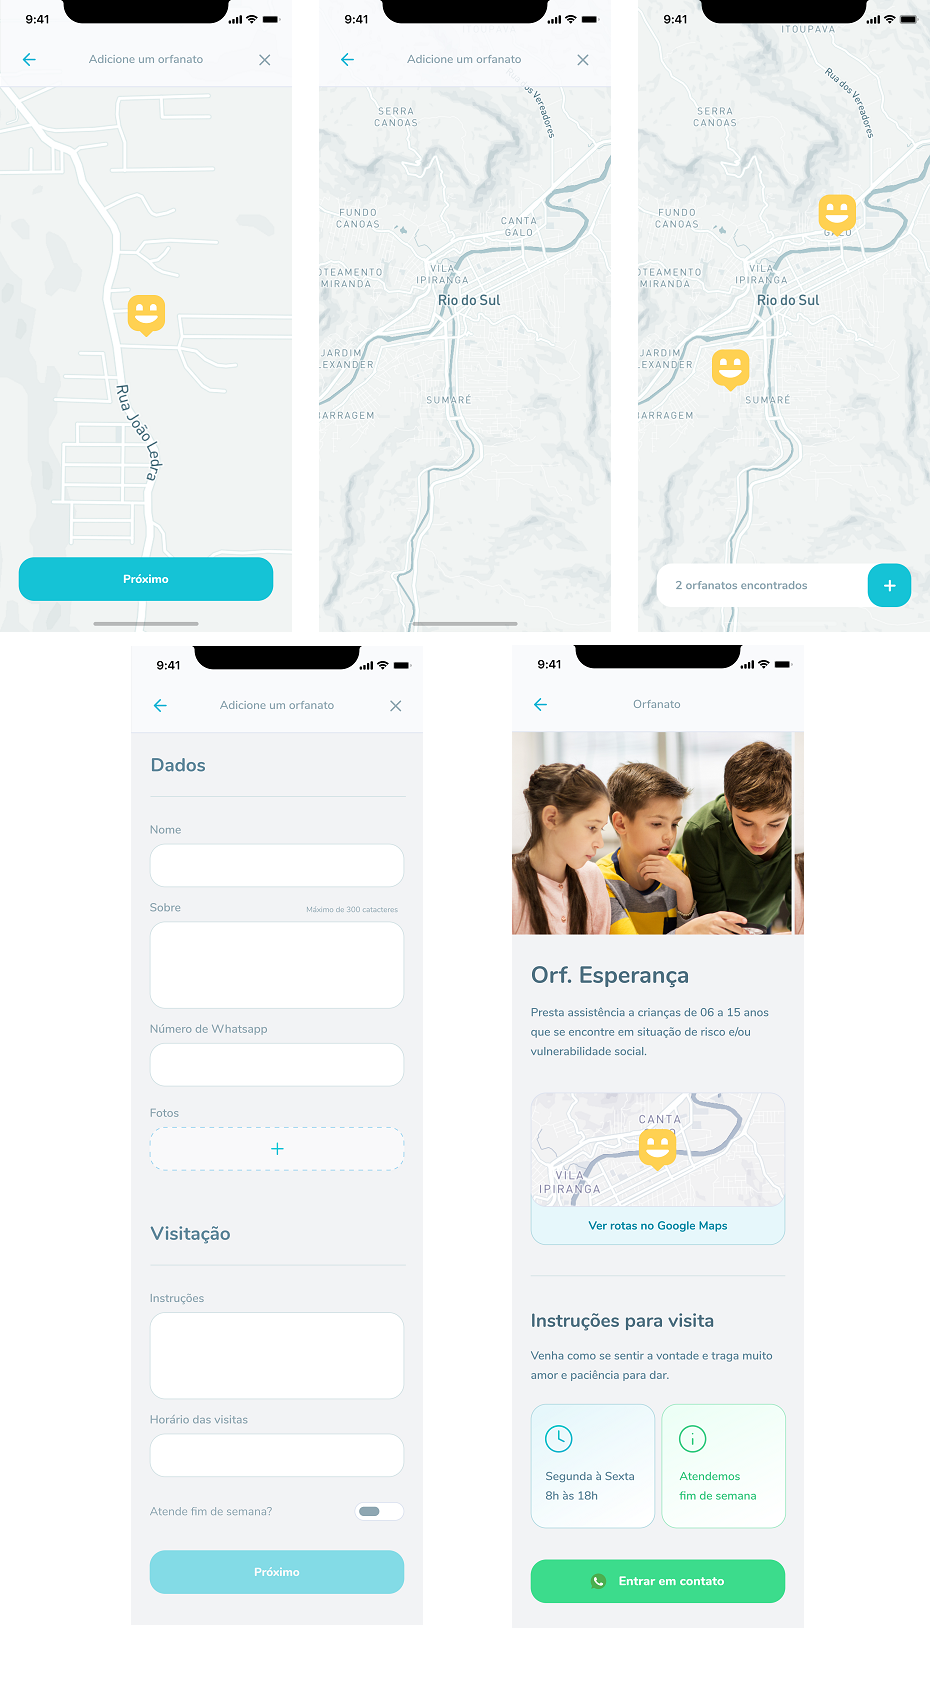 9:41
Adicione um orfanato
Rua João Ledra
Próximo
9:41
Adicione um orfanato
Rua dos Vereadores
SERRA
CANOAS
FUNDO
CANOAS
CANTA
GALO
OTEAMENTO
MIRANDA
VILA
IPIRANGA
Rio do Sul
JARDIM
LEXANDER
SUMARÉ
BARRAGEM
9:41
ITOUPAVA
Rua dos Vereadores
SERRA
CANOAS
FUNDO
CANOAS
GALO
OTEAMENTO
MIRANDA
VILA
IPIRANGA
Rio do Sul
JARDIM
LEXANDER
SUMARÉ
BARRAGEM
2 orfanatos encontrados
9:41
Adicione um orfanato
Dados
Nome
Sobre
Máximo de 300 catacteres
Número de Whatsapp
Fotos
Visitação
Instruções
Horário das visitas
Atende fim de semana?
Próximo
9:41
Orfanato
Orf. Esperança
Presta assistência a crianças de 06 a 15 anos
que se encontre em situação de risco e/ou
vulnerabilidade social.
CANTA
VILA
IPIRANGA
Ver rotas no Google Maps
Instruções para visita
Venha como se sentir a vontade e traga muito
amor e paciência para dar.
Segunda à Sexta
8h às 18h
Atendemos
fim de semana
Entrar em contato